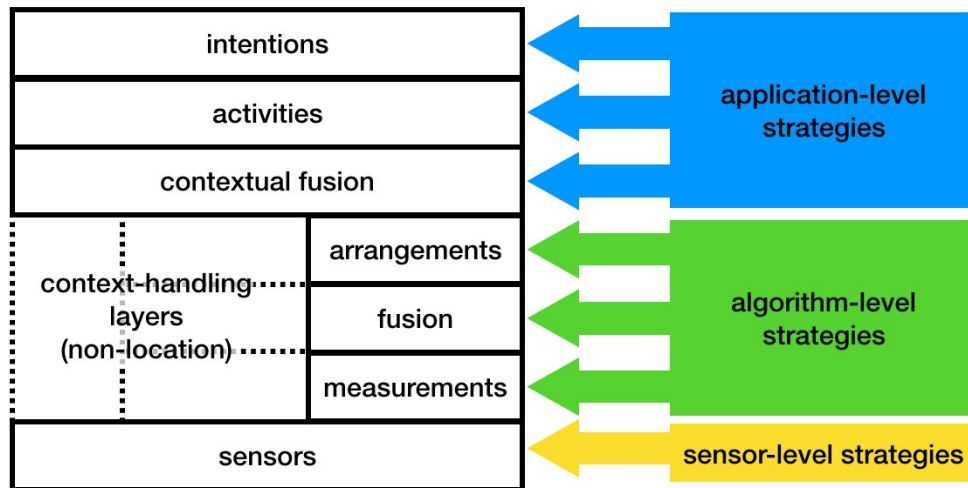 intentions
activities
contextual fusion
context-handling
layers
(non-location)
arrangements
fusion
measurements
sensors
application-level
strategies
algorithm-level
strategies
sensor-level strategies